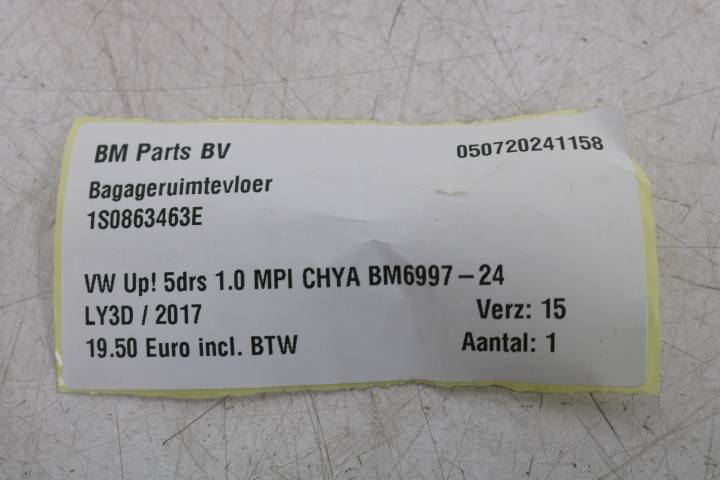 BM Parts BV
050720241158
Bagageruimtevloer
1S0863463E
VW Up! 5drs 1.0 MPI CHYA BM6997-24
LY3D / 2017
Verz: 15
19.50 Euro incl. BTW
Aantal: 1